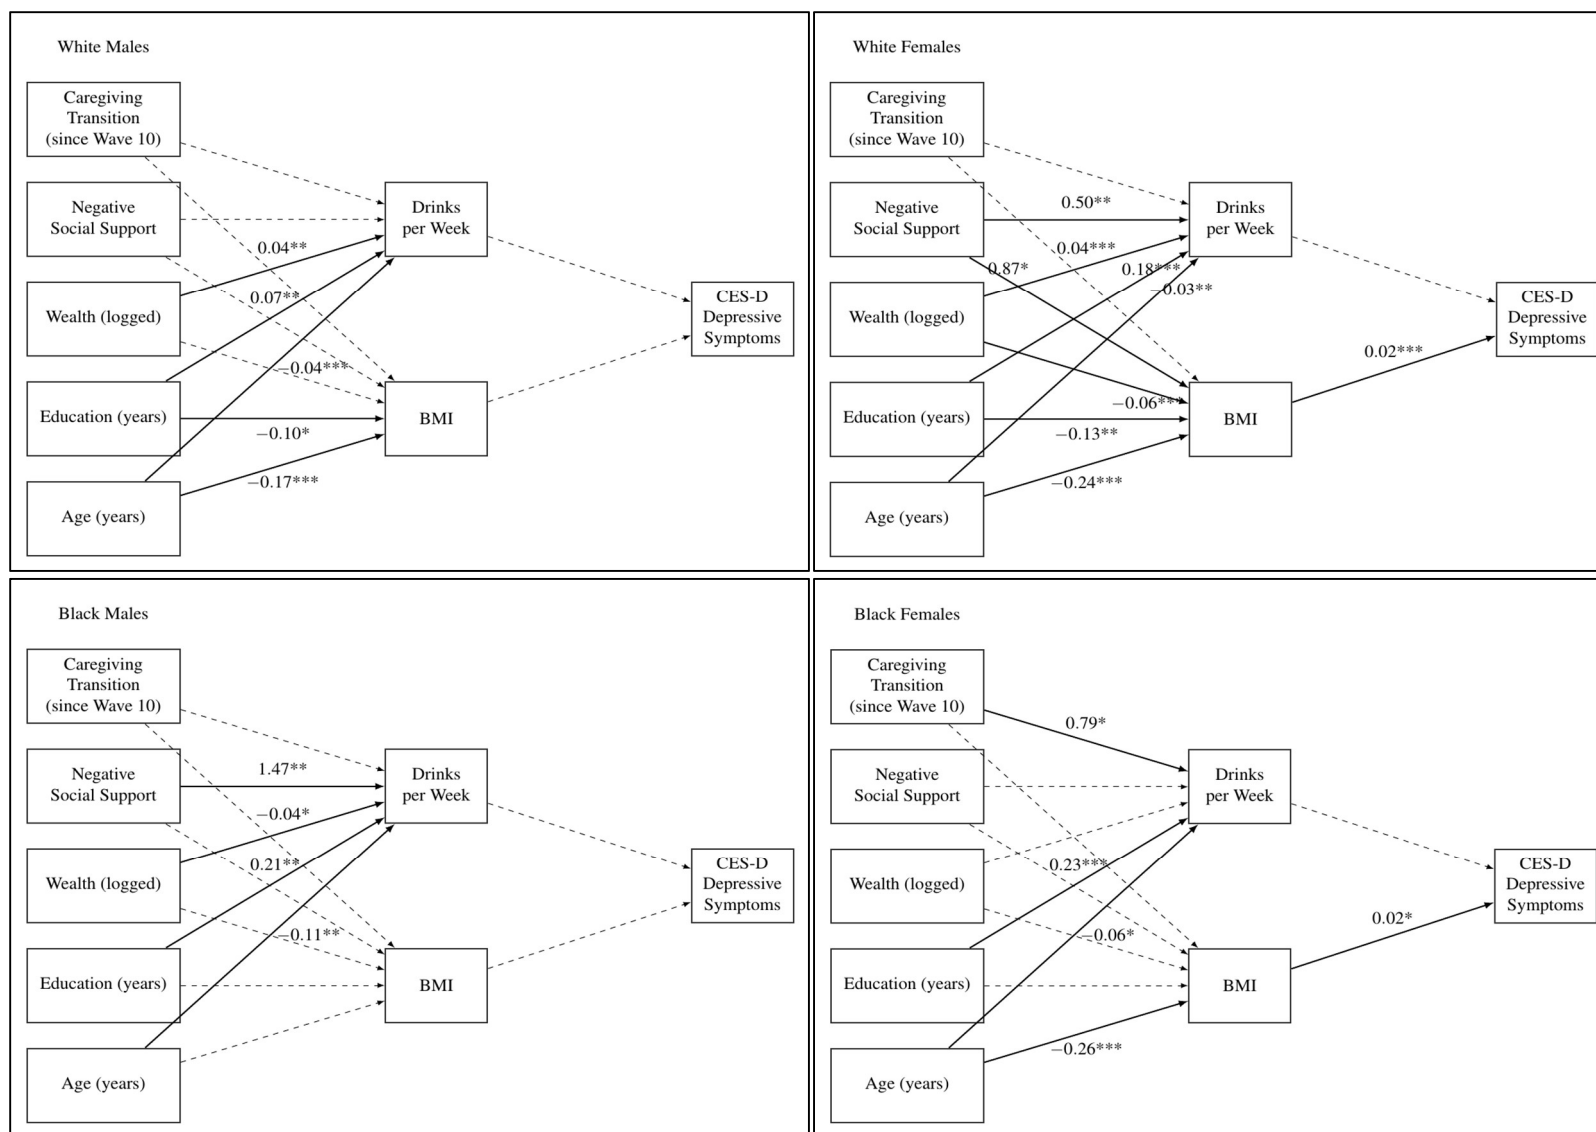 White Males
Caregiving
Transition
(since Wave 10)
Negative
Social Support
Wealth (logged)
Education (years)
Age (years)
Drinks
per Week
BMI
CES-D
Depressive
Symptoms
0.04**
0.07**
−0.04***
−0.10*
−0.17***
White Females
Caregiving
Transition
(since Wave 10)
Negative
Social Support
Wealth (logged)
Education (years)
Age (years)
Drinks
per Week
BMI
CES-D
Depressive
Symptoms
0.50**
0.04***
0.87*
0.18***
−0.03**
−0.06***
−0.13**
−0.24***
0.02***
Black Males
Caregiving
Transition
(since Wave 10)
Negative
Social Support
Wealth (logged)
Education (years)
Age (years)
Drinks
per Week
BMI
CES-D
Depressive
Symptoms
1.47**
−0.04*
0.21**
−0.11**
Black Females
Caregiving
Transition
(since Wave 10)
Negative
Social Support
Wealth (logged)
Education (years)
Age (years)
Drinks
per Week
BMI
CES-D
Depressive
Symptoms
0.79*
0.23***
−0.06*
−0.26***
0.02*